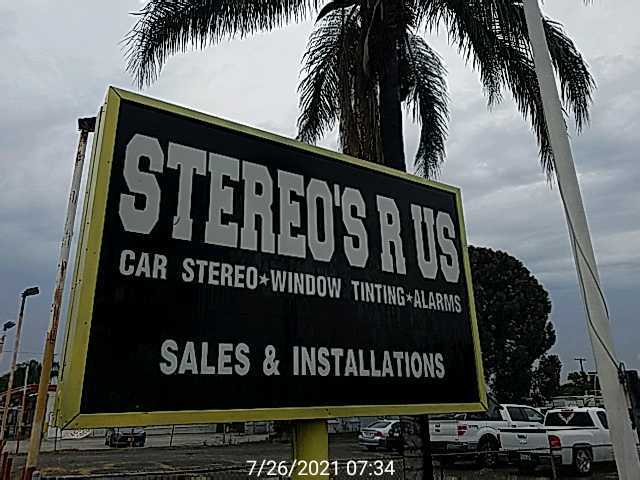 STEREO'S R US
CAR STEREO★WINDOW TINTING★ALARMS
SALES & INSTALLATIONS
7/26/2021 07:34